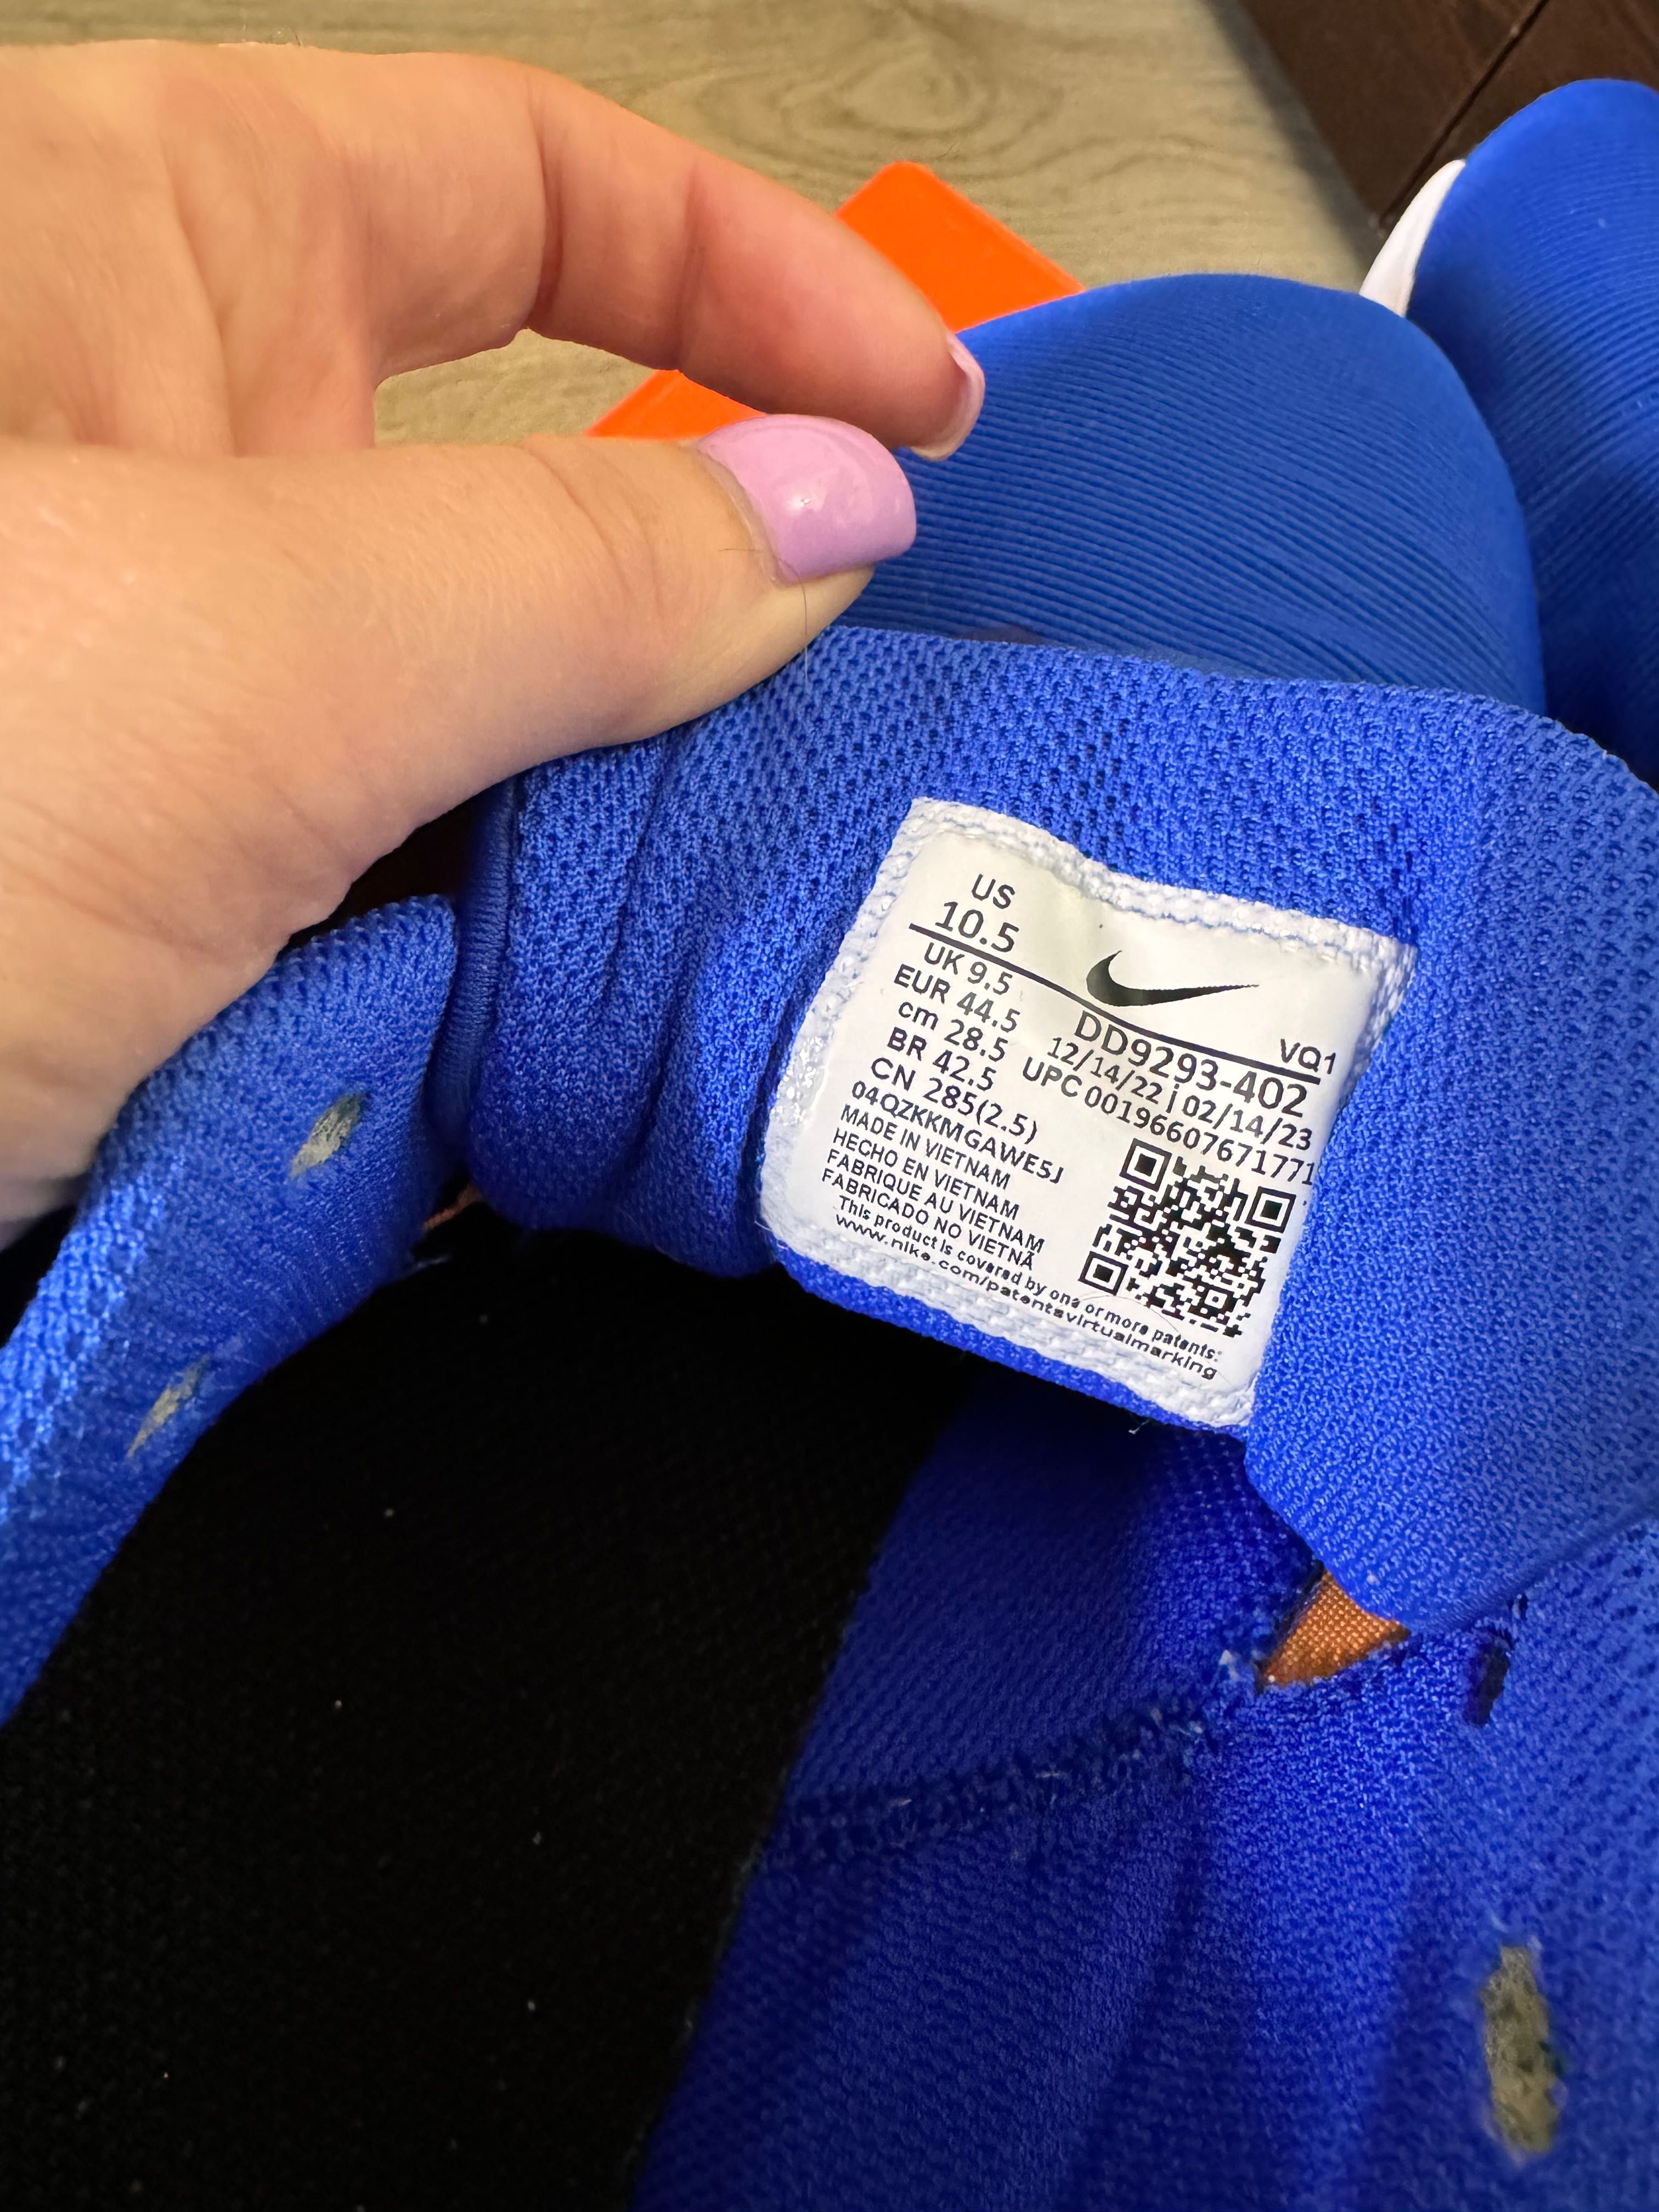 US
10.5
UK 9.5
EUR 44.5
cm 28.5
BR 42.5
CN 285(2.5)
04QZKKMGAWE5J
MADE IN VIETNAM
HECHO EN VIETNAM
FABRIQUE AU VIETNAM
FABRICADO NO VIETNÃ
This product is covered by one or more patents:
www.nike.com/patentsvirtualmarking
VQ1
DD9293-402
12/14/22 ¡ 02/14/23
UPC 00196607671771